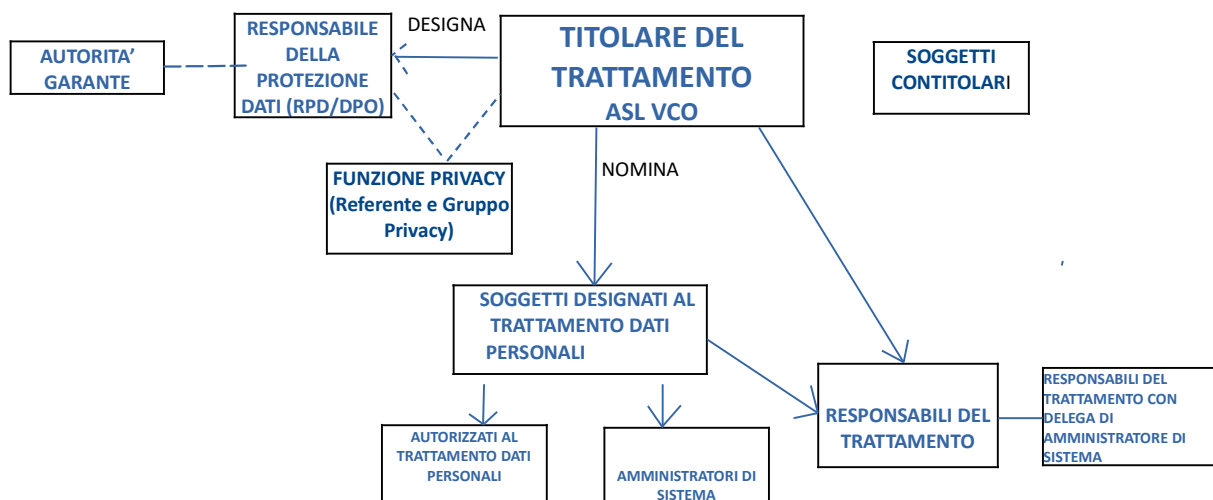 DESIGNA
AUTORITA’
GARANTE
RESPONSABILE
DELLA
PROTEZIONE
DATI (RPD/DPO)
TITOLARE DEL
TRATTAMENTO
ASL VCO
SOGGETTI
CONTITOLARI
FUNZIONE PRIVACY
(Referente e Gruppo
Privacy)
NOMINA
,
SOGGETTI DESIGNATI AL
TRATTAMENTO DATI
PERSONALI
RESPONSABILI DEL
TRATTAMENTO
RESPONSABILI DEL
TRATTAMENTO CON
DELEGA DI
AMMINISTRATORE DI
SISTEMA
AUTORIZZATI AL
TRATTAMENTO DATI
PERSONALI
AMMINISTRATORI DI
SISTEMA